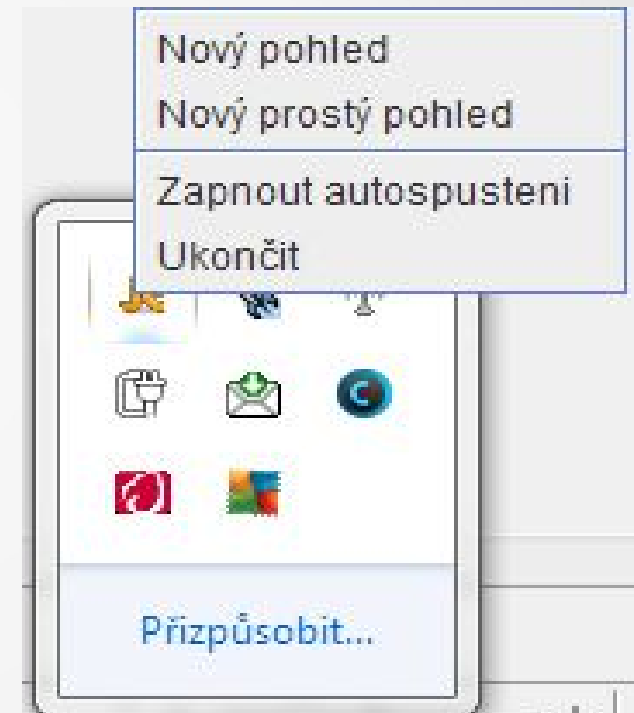 Nový pohled
Nový prostý pohled
Zapnout autospusteni
Ukončit
Přizpůsobit...